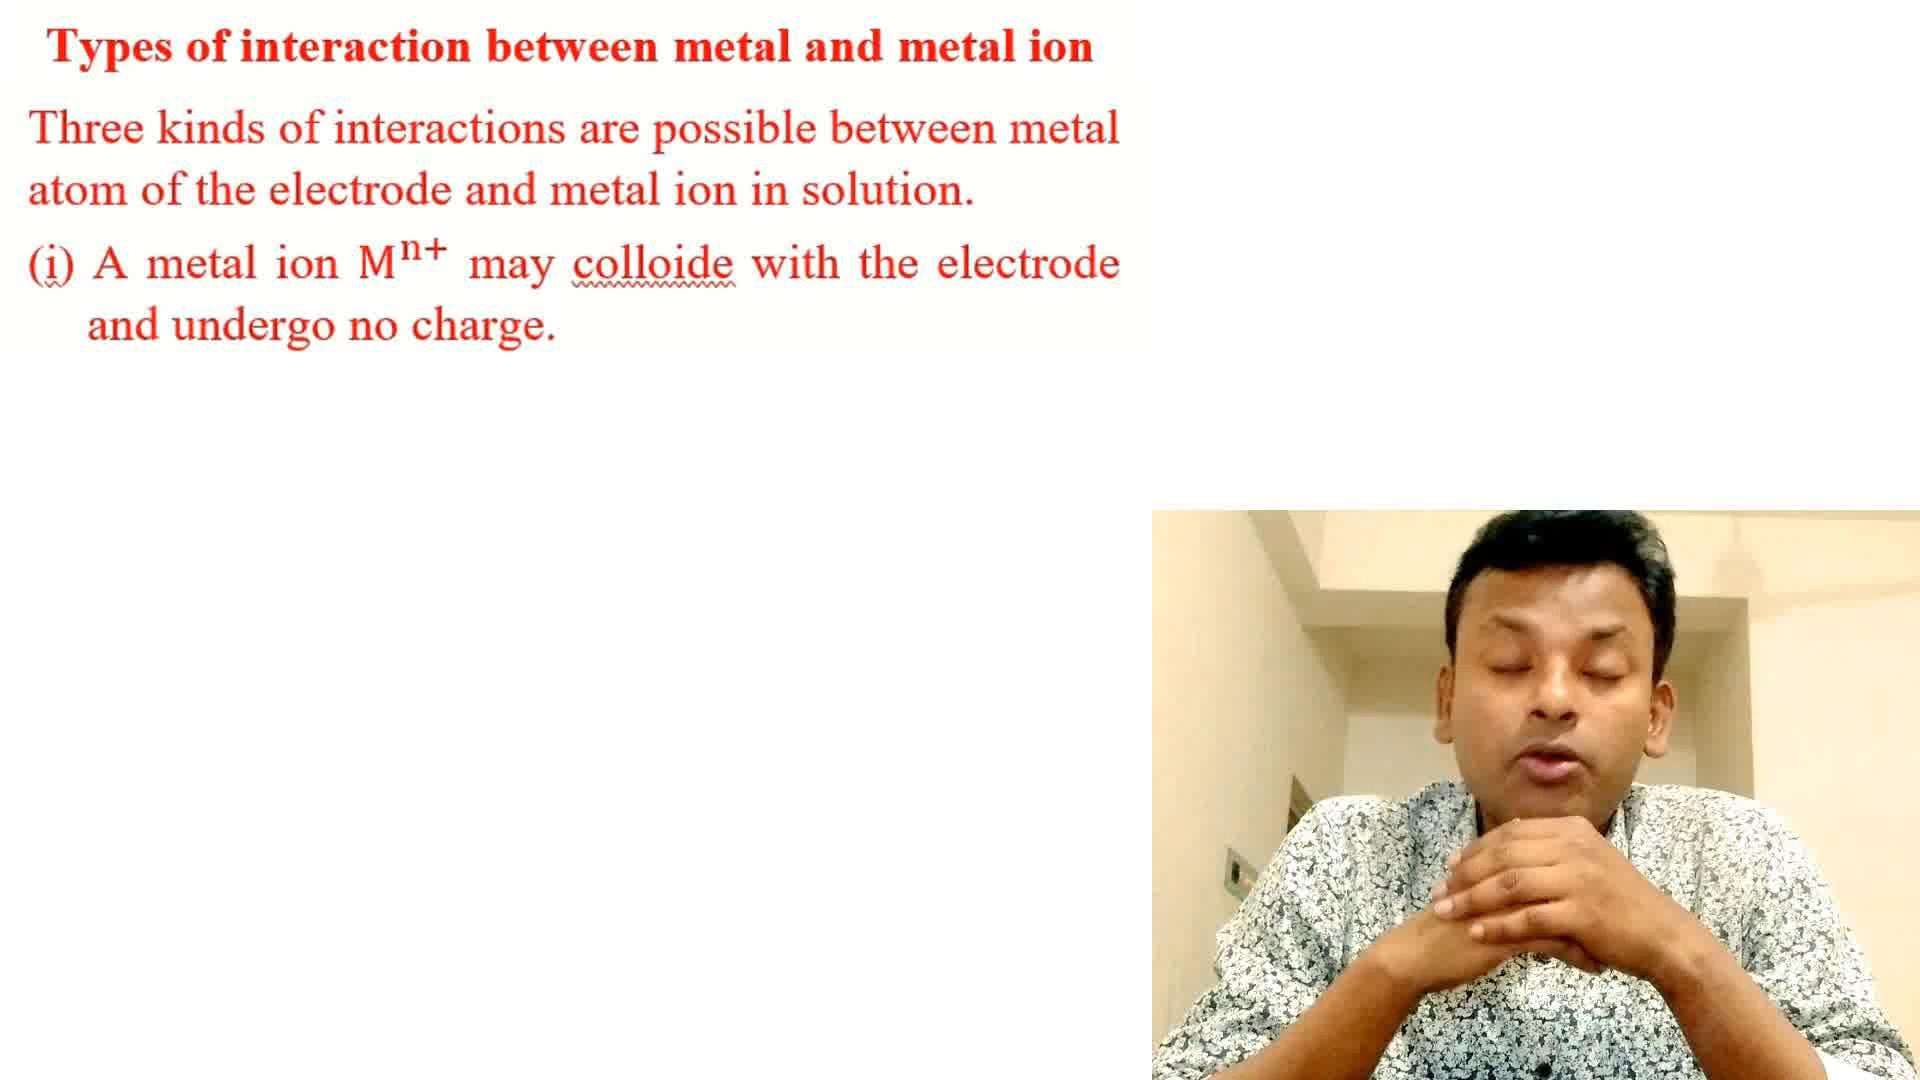 Types of interaction between metal and metal ion
Three kinds of interactions are possible between metal
atom of the electrode and metal ion in solution.
(i) A metal ion Mⁿ⁺ may colloide with the electrode
and undergo no charge.